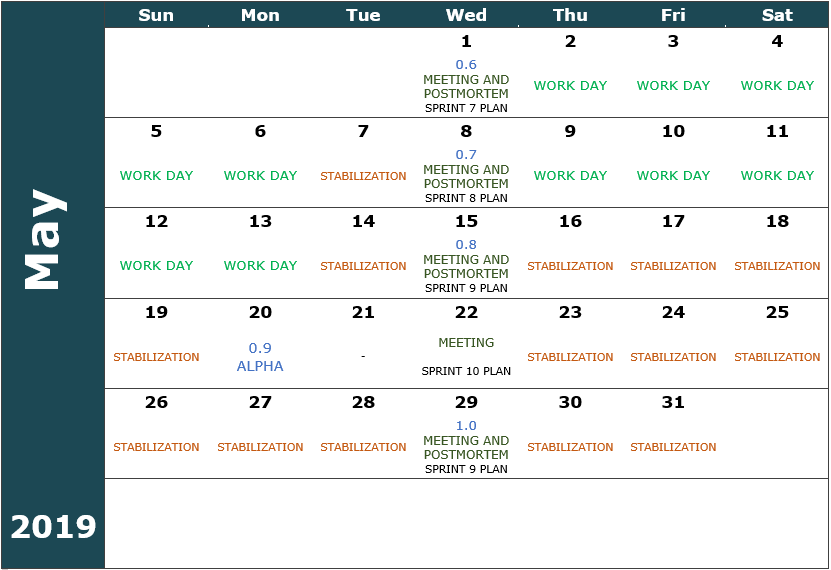 Sun Mon Tue Wed Thu Fri Sat
1 2 3 4
0.6
MEETING AND
POSTMORTEM
SPRINT 7 PLAN
WORK DAY WORK DAY WORK DAY
5 6 7 8 9 10 11
WORK DAY WORK DAY STABILIZATION
0.7
MEETING AND
POSTMORTEM
SPRINT 8 PLAN
WORK DAY WORK DAY WORK DAY
May
12 13 14 15 16 17 18
WORK DAY WORK DAY STABILIZATION
0.8
MEETING AND
POSTMORTEM
SPRINT 9 PLAN
STABILIZATION STABILIZATION STABILIZATION
19 20 21 22 23 24 25
STABILIZATION
0.9
ALPHA
-
MEETING
SPRINT 10 PLAN
STABILIZATION STABILIZATION STABILIZATION
26 27 28 29 30 31
STABILIZATION STABILIZATION STABILIZATION
1.0
MEETING AND
POSTMORTEM
SPRINT 9 PLAN
STABILIZATION STABILIZATION
2019